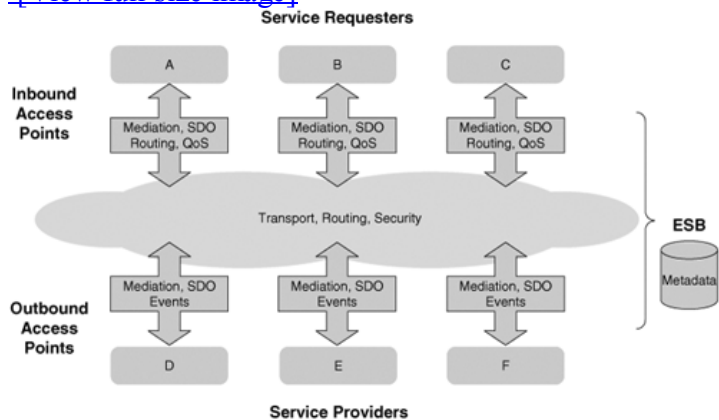 Service Requesters
A
B
C
Inbound
Access
Points
Mediation, SDO
Routing, QoS
Mediation, SDO
Routing, QoS
Mediation, SDO
Routing, QoS
Transport, Routing, Security
ESB
Metadata
Mediation, SDO
Events
Mediation, SDO
Events
Mediation, SDO
Events
Outbound
Access
Points
D
E
F
Service Providers